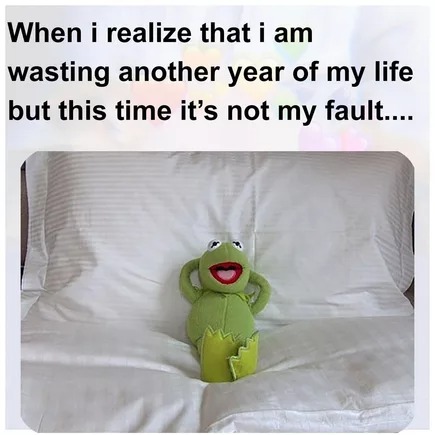 When i realize that i am
wasting another year of my life
but this time it’s not my fault....